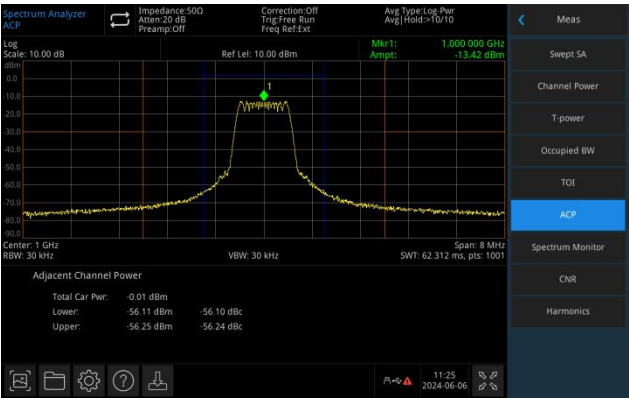 Spectrum Analyzer
ACP
Impedance:50Ω
Atten:20 dB
Preamp:Off
Correction:Off
Trig:Free Run
Freq Ref:Ext
Avg Type:Log-Pwr
Avg|Hold:>10/10
Meas
Log
Scale: 10.00 dB
Ref Lel: 10.00 dBm
Mkr1: 1.000 000 GHz
Ampt: -13.42 dBm
dBm
0.0
-10.0
-20.0
-30.0
-40.0
-50.0
-60.0
-70.0
-80.0
-90.0
1
Center: 1 GHz
RBW: 30 kHz
VBW: 30 kHz
Span: 8 MHz
SWT: 62.312 ms, pts: 1001
Adjacent Channel Power
Total Car Pwr: -0.01 dBm
Lower: -56.11 dBm -56.10 dBc
Upper: -56.25 dBm -56.24 dBc
11:25
2024-06-06
Swept SA
Channel Power
T-power
Occupied BW
TOI
ACP
Spectrum Monitor
CNR
Harmonics